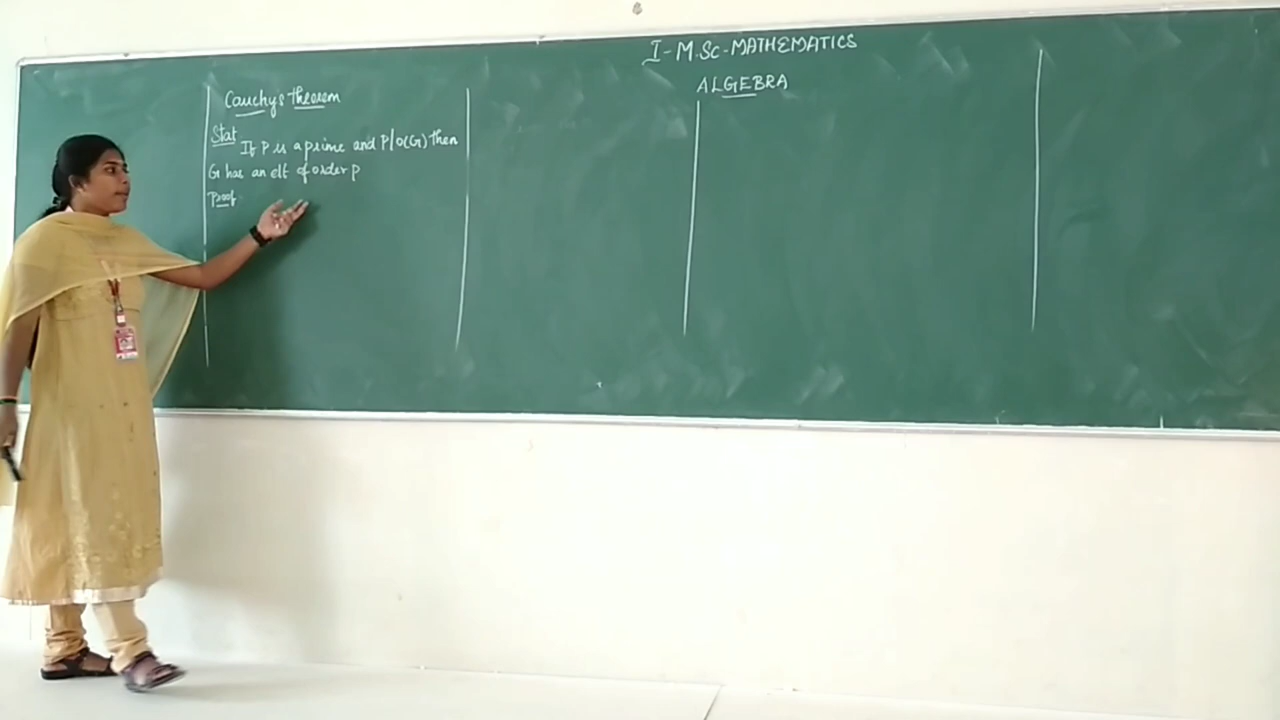 I - M.Sc - MATHEMATICS
ALGEBRA
Cauchy's theorem
Stat
If P is a prime and P/o(G) then
G has an elt of order p
Proof: